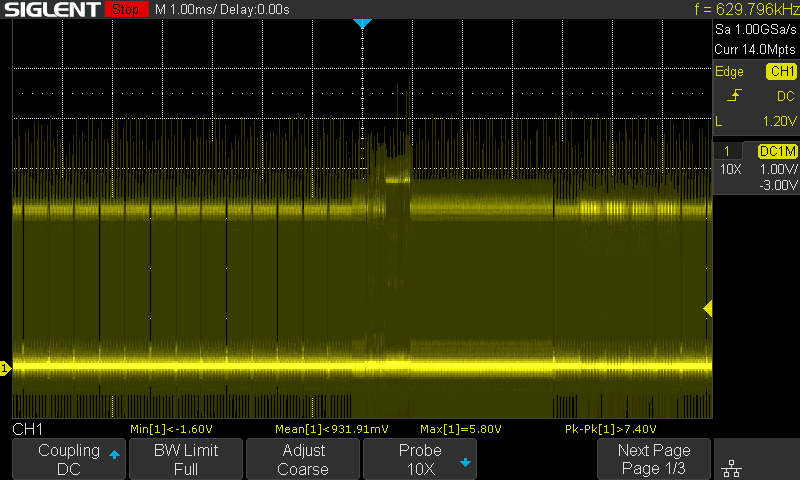 SIGLENT Stop M 1.00ms/ Delay:0.00s f = 629.796kHz
Sa 1.00GSa/s
Curr 14.0Mpts
Edge CH1
DC
L 1.20V
1 DC1M
10X 1.00V/
-3.00V
1
CH1 Min[1]<-1.60V Mean[1]<931.91mV Max[1]=5.80V Pk-Pk[1]>7.40V
Coupling BW Limit Adjust Probe Next Page
DC Full Coarse 10X Page 1/3